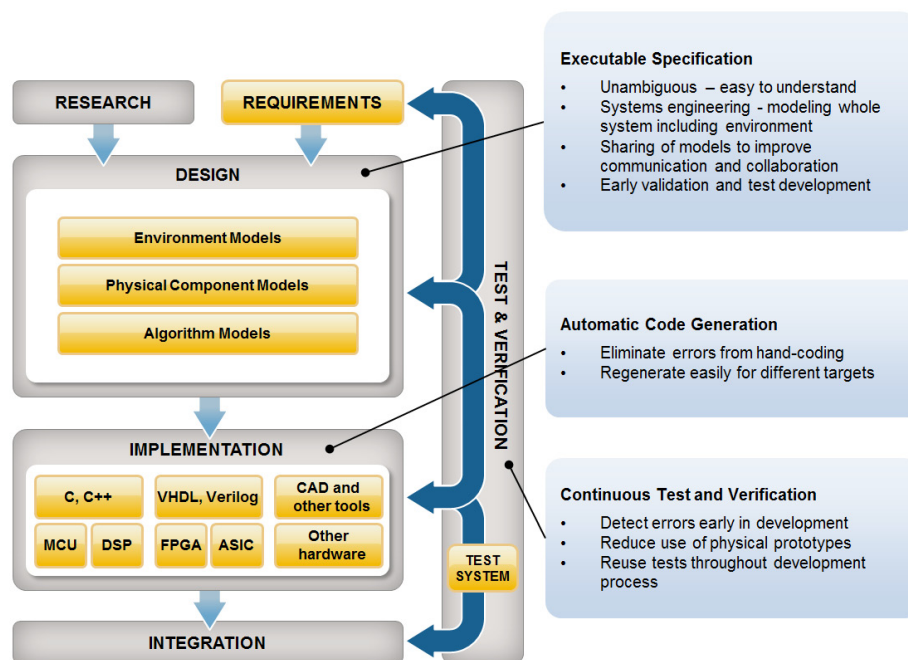 RESEARCH
REQUIREMENTS
DESIGN
Environment Models
Physical Component Models
Algorithm Models
IMPLEMENTATION
C, C++
VHDL, Verilog
CAD and
other tools
MCU
DSP
FPGA
ASIC
Other
hardware
INTEGRATION
TEST & VERIFICATION
TEST
SYSTEM
Executable Specification
• Unambiguous – easy to understand
• Systems engineering - modeling whole
system including environment
• Sharing of models to improve
communication and collaboration
• Early validation and test development
Automatic Code Generation
• Eliminate errors from hand-coding
• Regenerate easily for different targets
Continuous Test and Verification
• Detect errors early in development
• Reduce use of physical prototypes
• Reuse tests throughout development
process